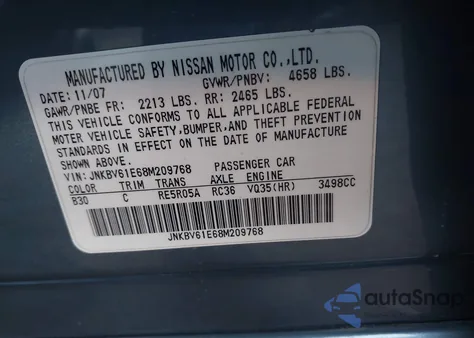 MANUFACTURED BY NISSAN MOTOR CO.,LTD.
DATE: 11/07 GVWR/PNBV: 4658 LBS.
GAWR/PNBE FR: 2213 LBS. RR: 2465 LBS.
THIS VEHICLE CONFORMS TO ALL APPLICABLE FEDERAL
MOTOR VEHICLE SAFETY,BUMPER,AND THEFT PREVENTION
STANDARDS IN EFFECT ON THE DATE OF MANUFACTURE
SHOWN ABOVE.
VIN: JNKBV61E68M209768 PASSENGER CAR
COLOR TRIM TRANS AXLE ENGINE
B30 C RE5R05A RC36 VQ35(HR) 3498CC
JNKBV61E68M209768
autoSnap